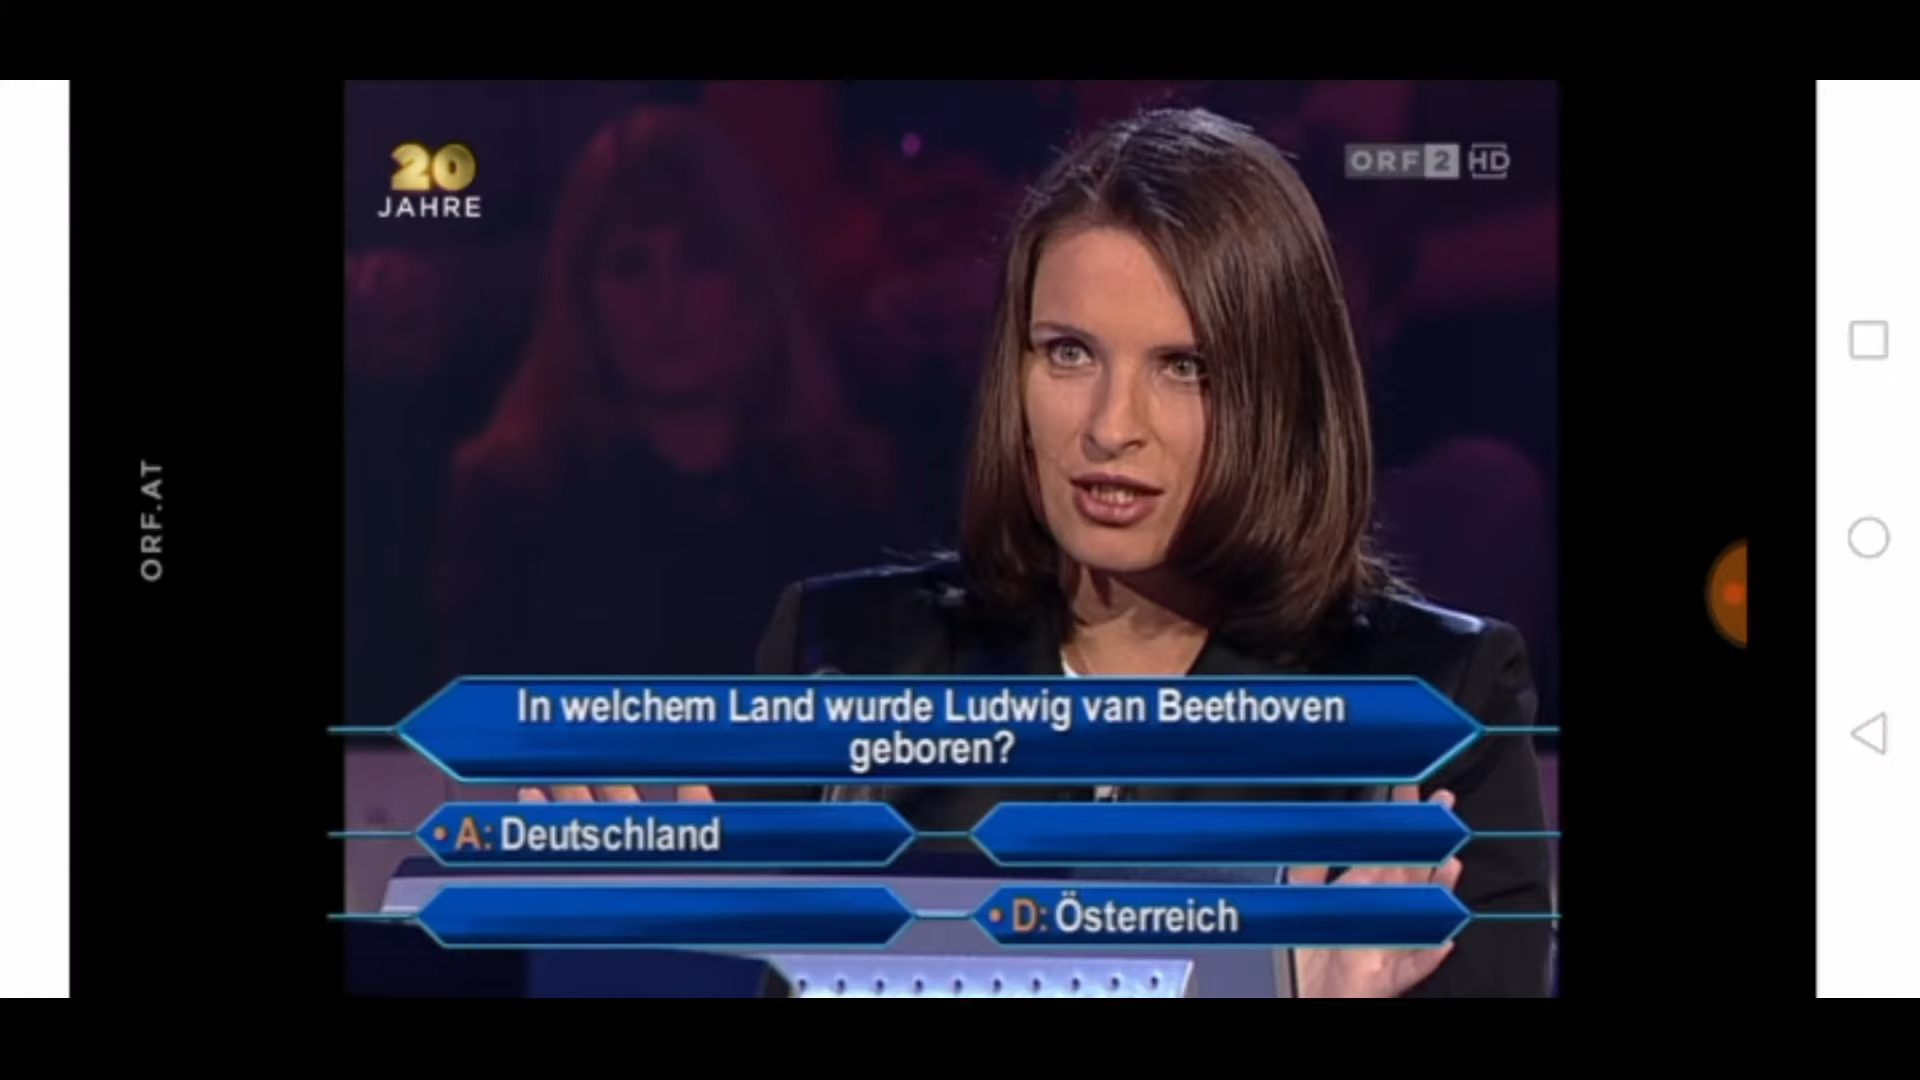 20
JAHRE
ORF 2 HD
ORF.AT
In welchem Land wurde Ludwig van Beethoven
geboren?
A: Deutschland
D: Österreich